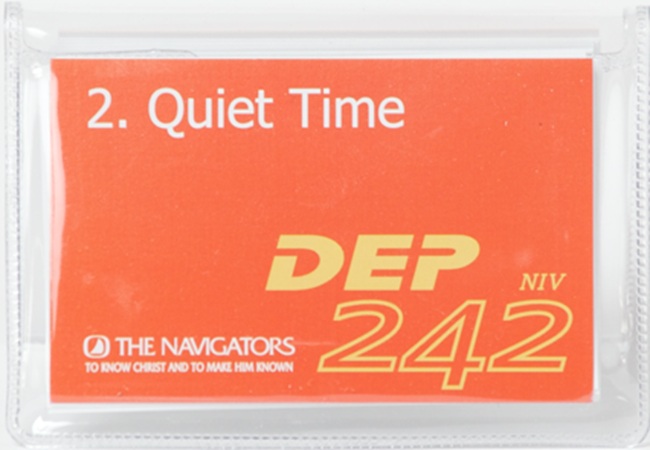 2. Quiet Time
DEP
NIV
242
THE NAVIGATORS
TO KNOW CHRIST AND TO MAKE HIM KNOWN